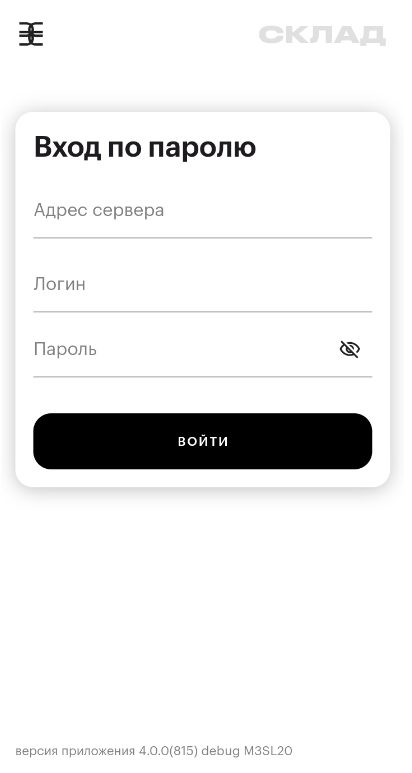 СКЛАД
Вход по паролю
Адрес сервера
Логин
Пароль
ВОЙТИ
версия приложения 4.0.0(815) debug M3SL20